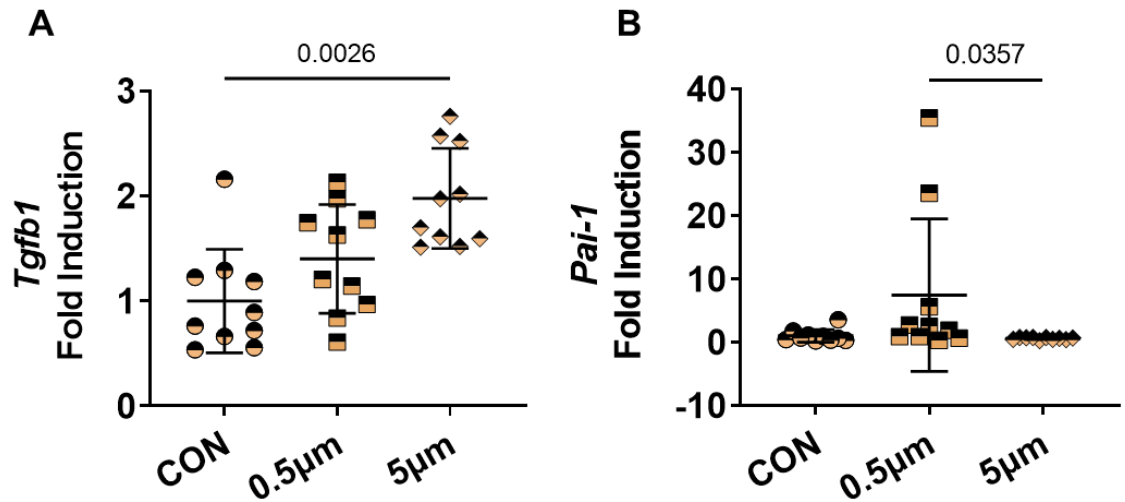 A
0.0026
Tgfb1
Fold Induction
3
2
1
0
CON
0.5µm
5µm
B
0.0357
Pai-1
Fold Induction
40
30
20
10
0
-10
CON
0.5µm
5µm